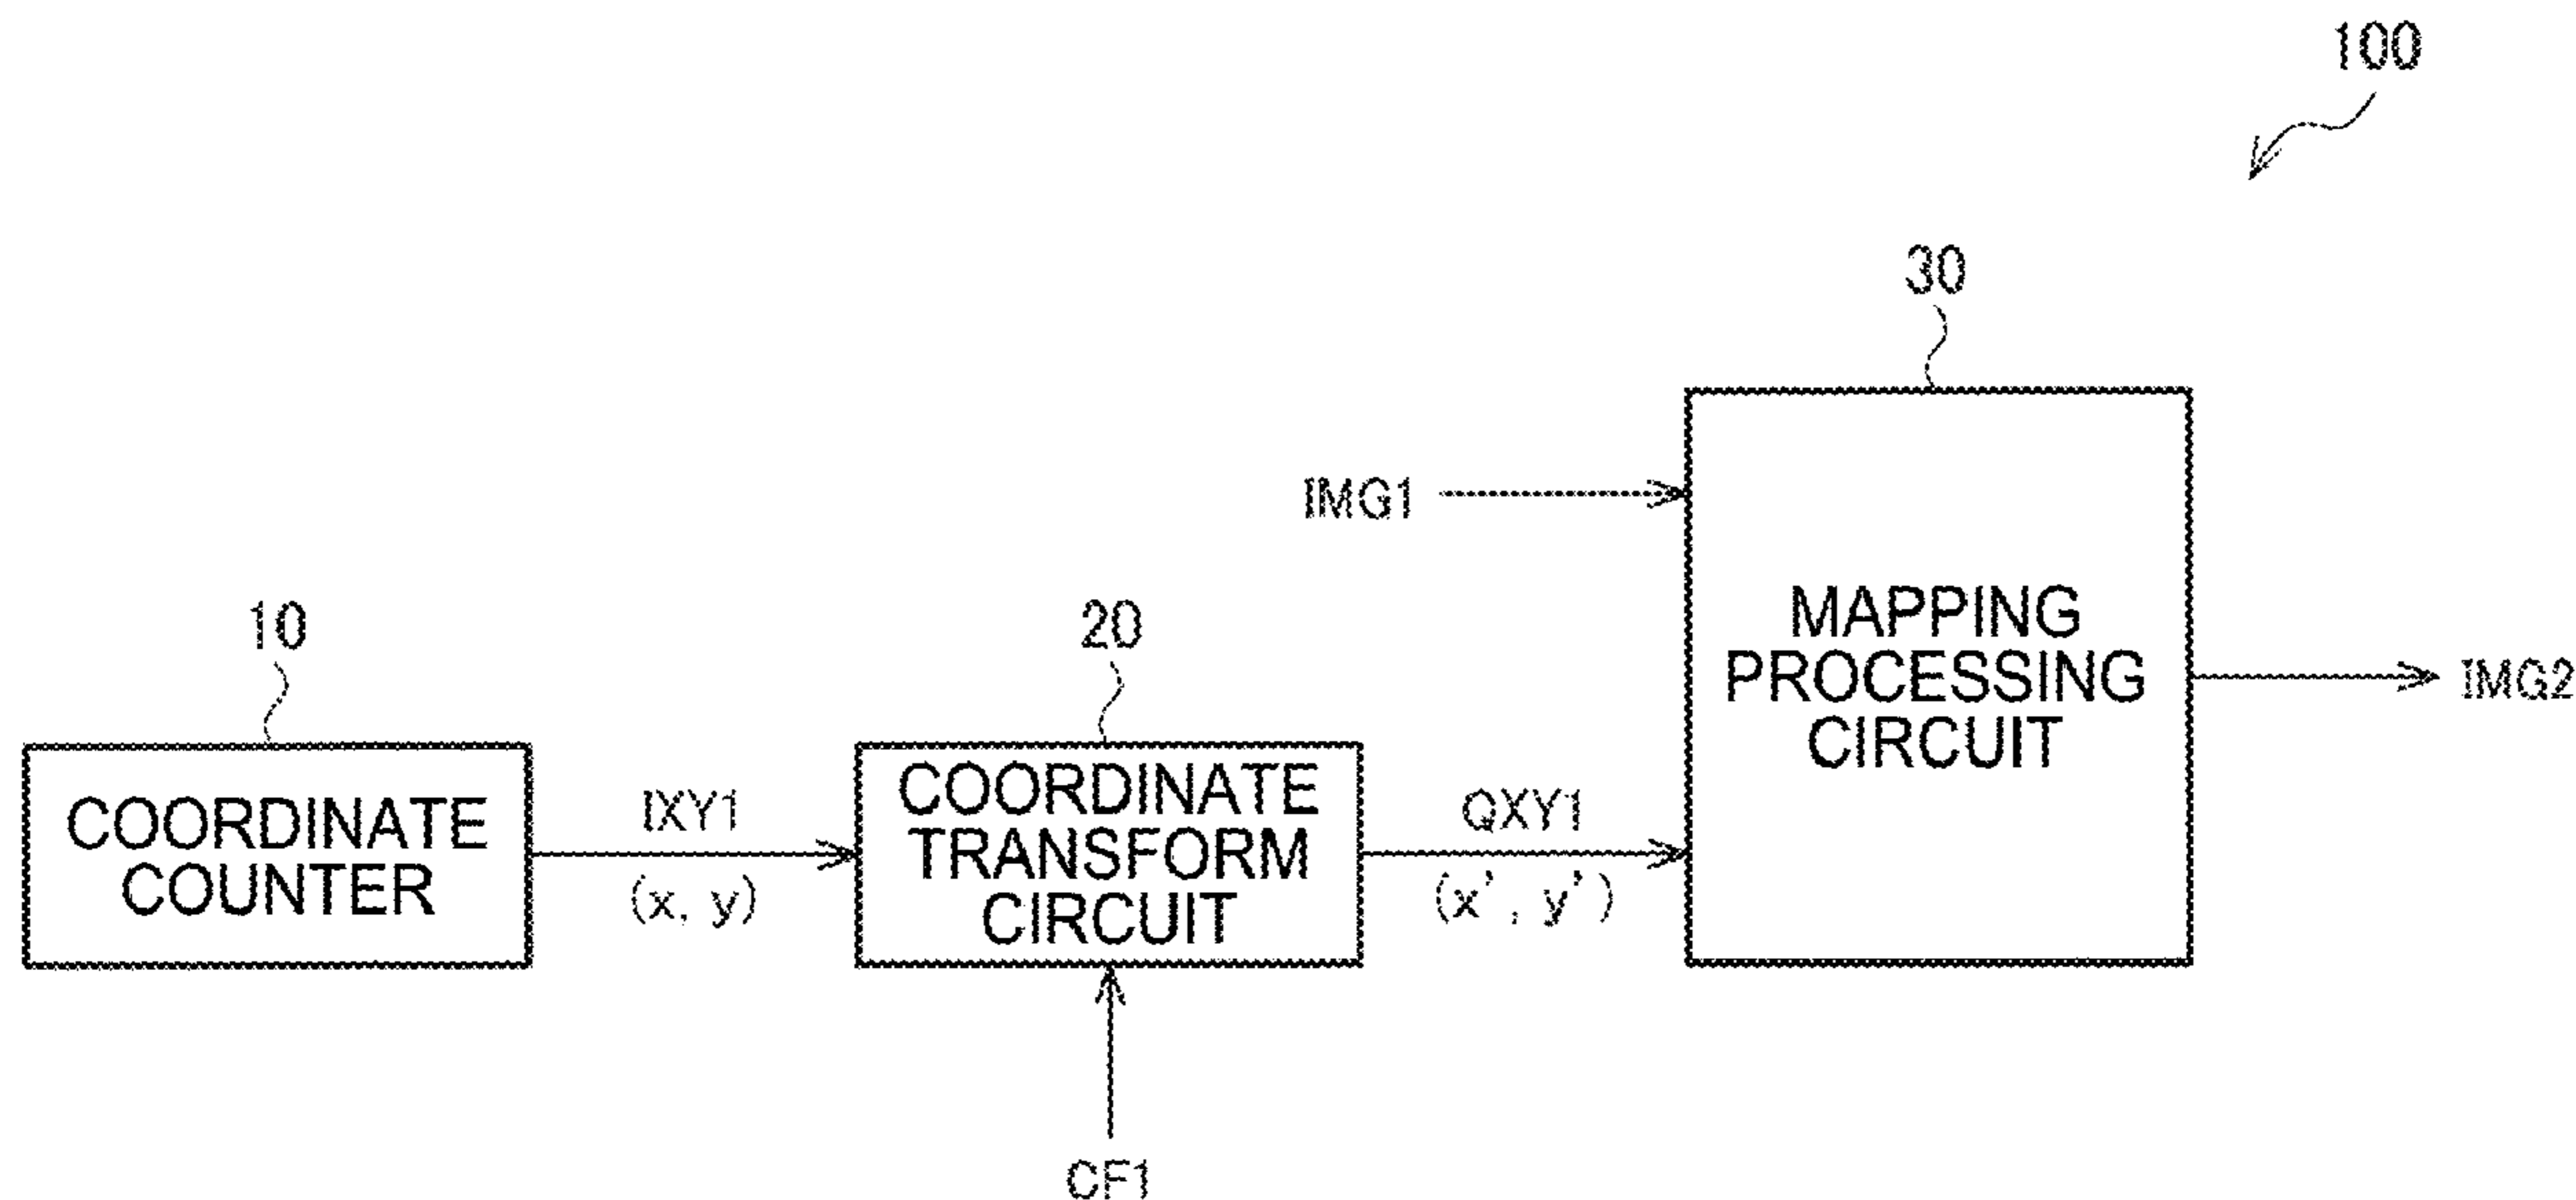 100
30
IMG1
MAPPING
PROCESSING
CIRCUIT
IMG2
10
COORDINATE
COUNTER
IXY1
(x, y)
20
COORDINATE
TRANSFORM
CIRCUIT
QXY1
(x', y')
CF1